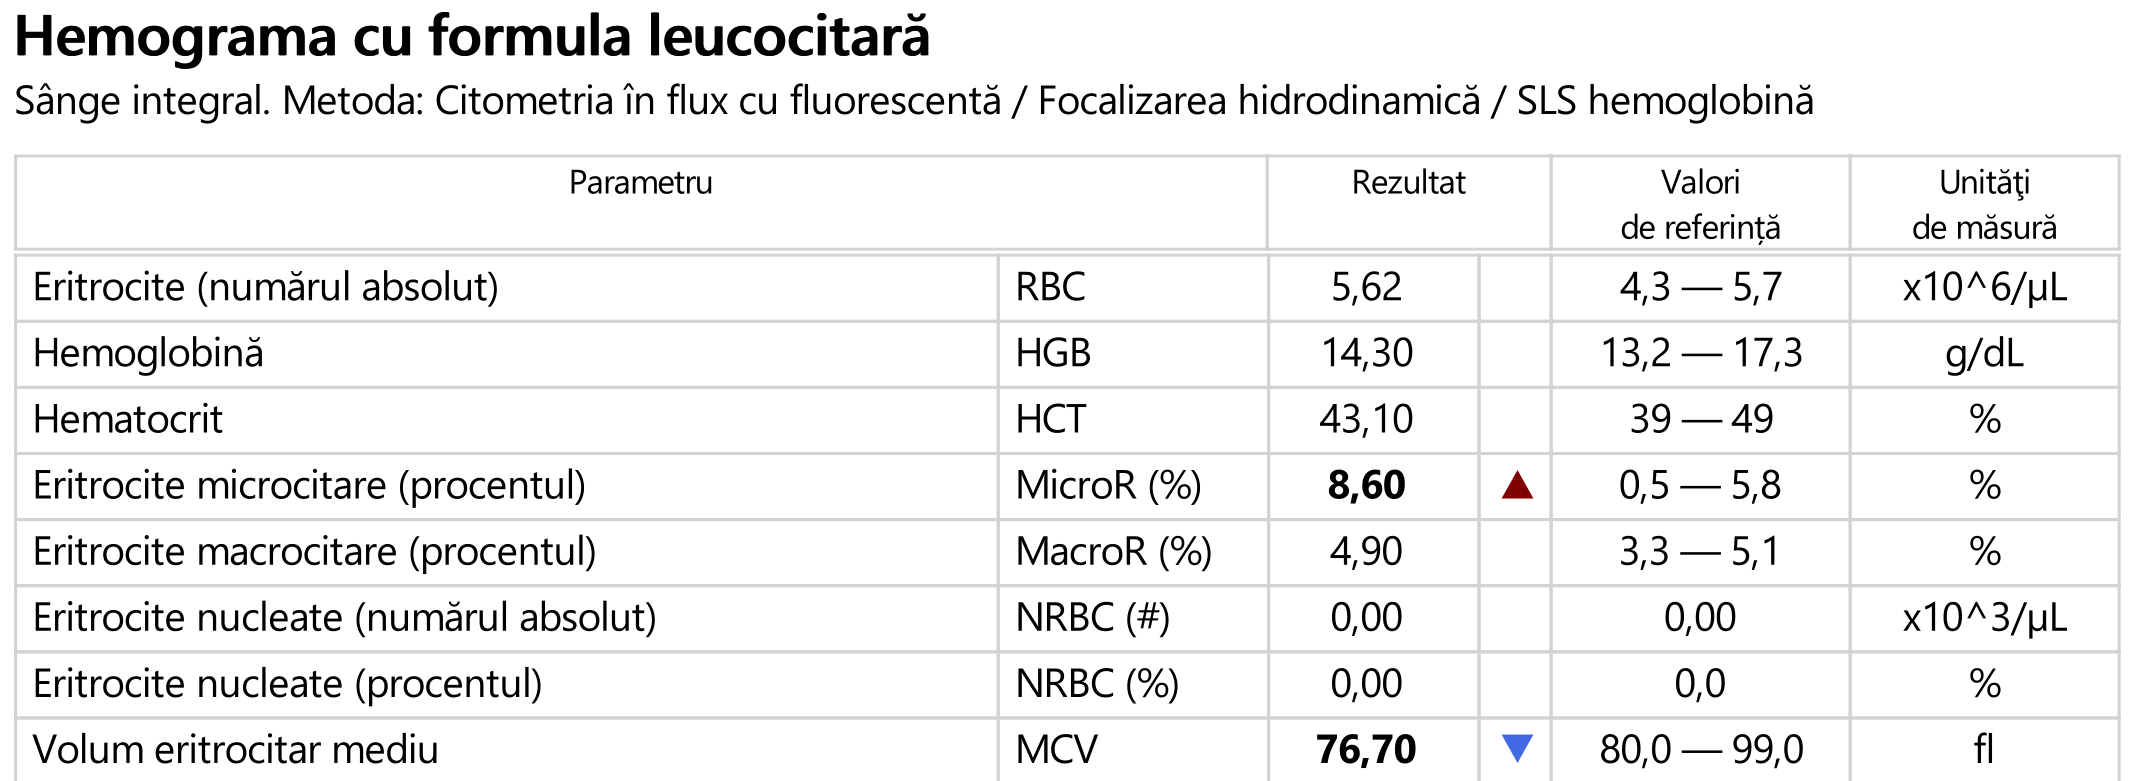 Hemograma cu formula leucocitară
Sânge integral. Metoda: Citometria în flux cu fluorescentă / Focalizarea hidrodinamică / SLS hemoglobină
Parametru Rezultat Valori de referință Unităţi de măsură
Eritrocite (numărul absolut) RBC 5,62 4,3 — 5,7 x10^6/µL
Hemoglobină HGB 14,30 13,2 — 17,3 g/dL
Hematocrit HCT 43,10 39 — 49 %
Eritrocite microcitare (procentul) MicroR (%) 8,60 ▲ 0,5 — 5,8 %
Eritrocite macrocitare (procentul) MacroR (%) 4,90 3,3 — 5,1 %
Eritrocite nucleate (numărul absolut) NRBC (#) 0,00 0,00 x10^3/µL
Eritrocite nucleate (procentul) NRBC (%) 0,00 0,0 %
Volum eritrocitar mediu MCV 76,70 ▼ 80,0 — 99,0 fl